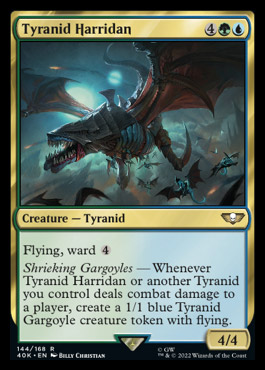 Tyranid Harridan 4
Creature — Tyranid
Flying, ward 4
Shrieking Gargoyles — Whenever
Tyranid Harridan or another Tyranid
you control deals combat damage to
a player, create a 1/1 blue Tyranid
Gargoyle creature token with flying.
4/4
144/168 R
40K • EN BILLY CHRISTIAN
© GW
™ & © 2022 Wizards of the Coast